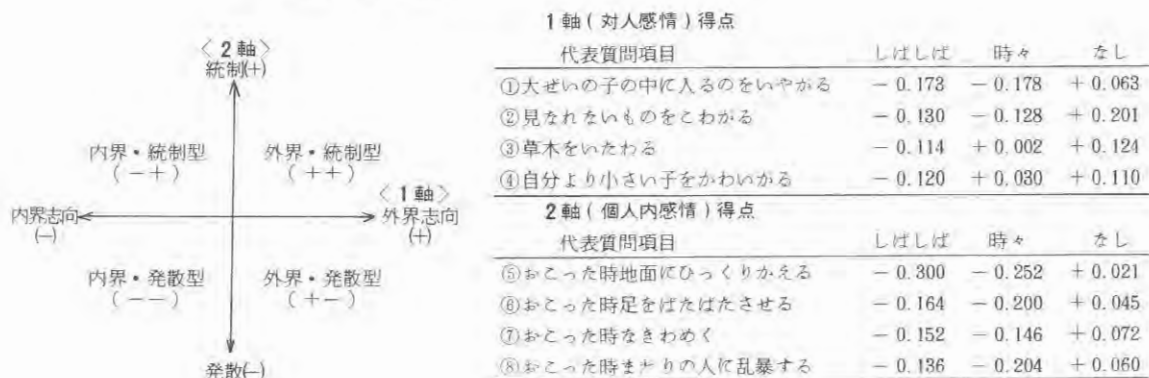 〈2軸〉
統制(+)
内界・統制型
(-+)
外界・統制型
(++)
〈1軸〉
内界志向
(-)
外界志向
(+)
内界・発散型
(--)
外界・発散型
(+-)
発散(-)
1軸(対人感情)得点
代表質問項目 しばしば 時々 なし
①大ぜいの子の中に入るのをいやがる -0.173 -0.178 +0.063
②見なれないものをこわがる -0.130 -0.128 +0.201
③草木をいたわる -0.114 +0.002 +0.124
④自分より小さい子をかわいがる -0.120 +0.030 +0.110
2軸(個人内感情)得点
代表質問項目 しばしば 時々 なし
⑤おこった時地面にひっくりかえる -0.300 -0.252 +0.021
⑥おこった時足をばたばたさせる -0.164 -0.200 +0.045
⑦おこった時なきわめく -0.152 -0.146 +0.072
⑧おこった時まわりの人に乱暴する -0.136 -0.204 +0.060